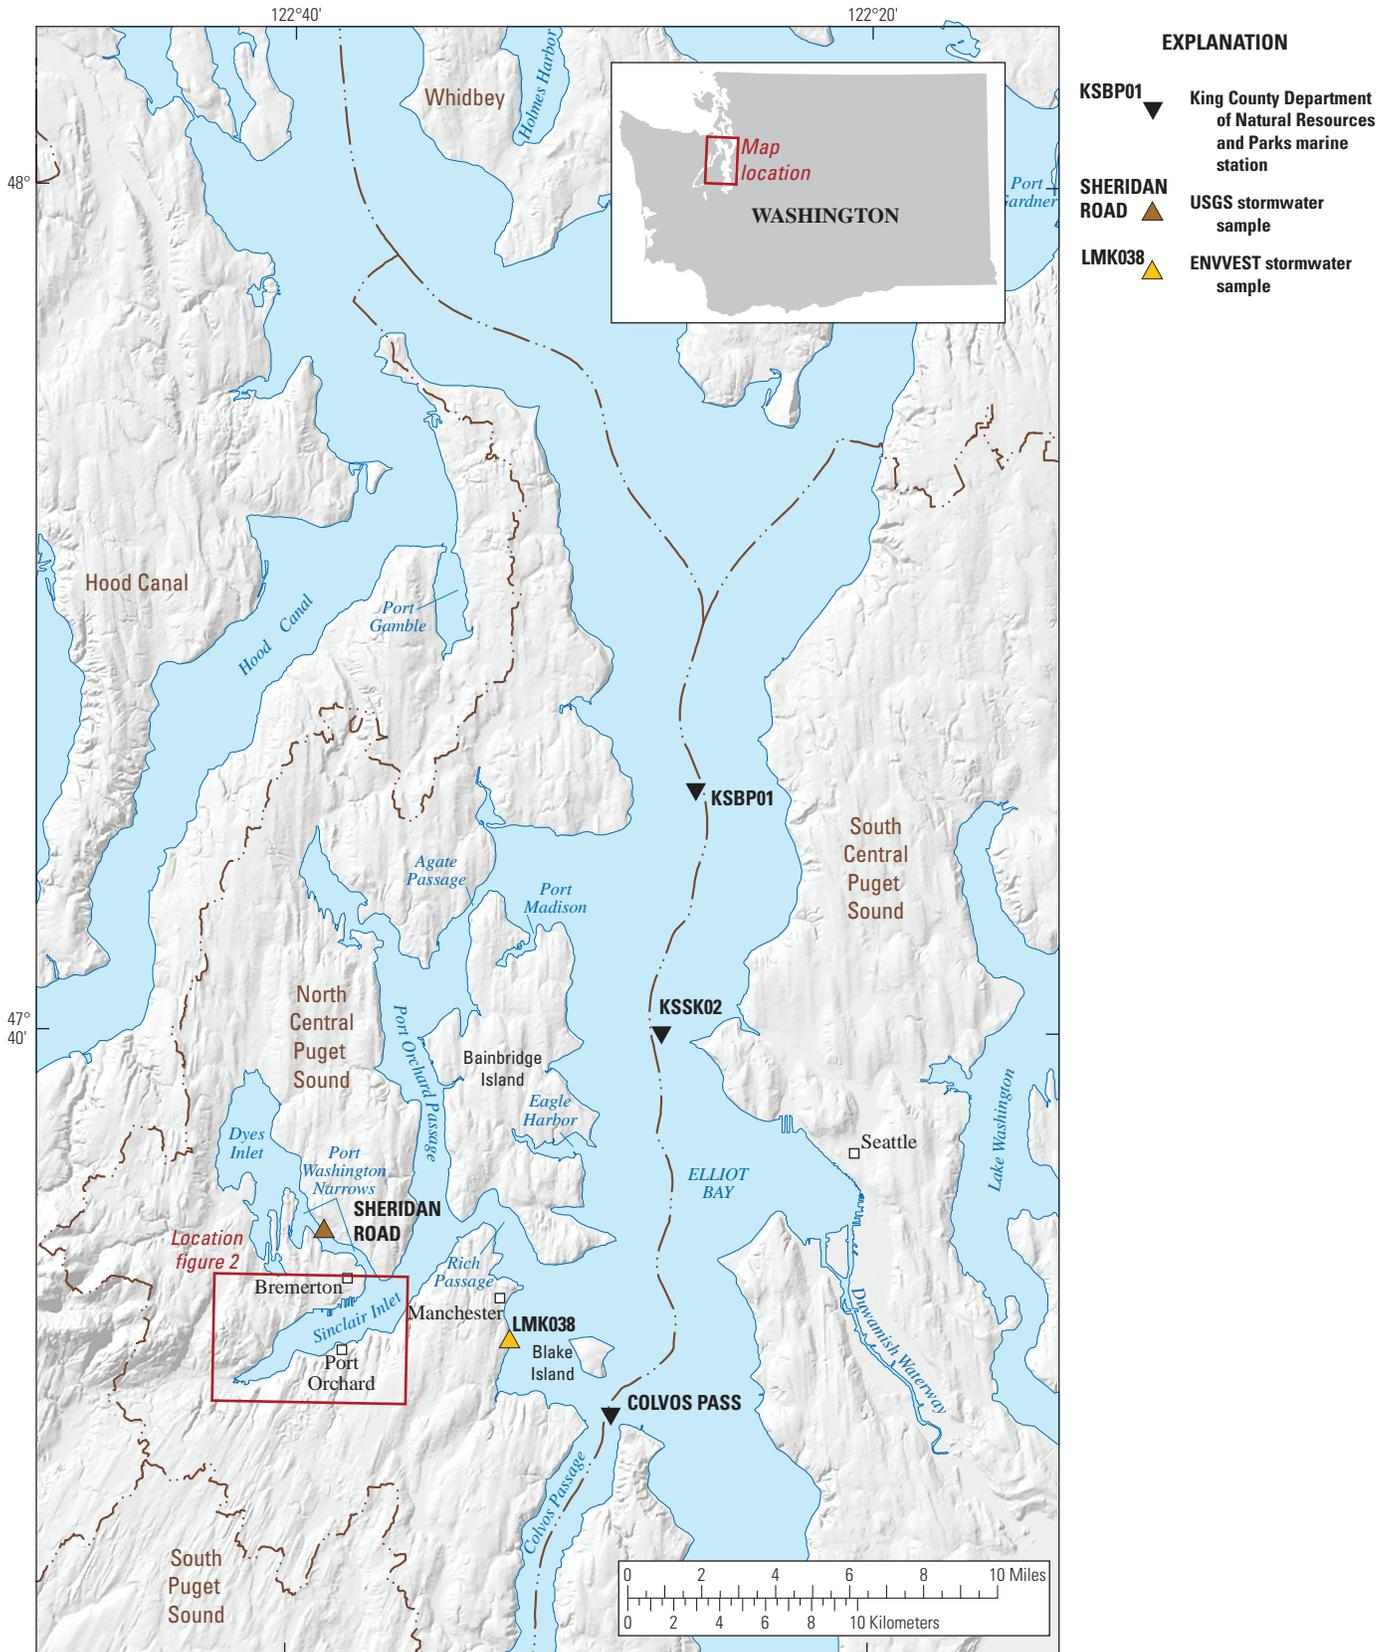 122°40'
122°20'
EXPLANATION
KSBP01
King County Department
of Natural Resources
and Parks marine
station
SHERIDAN
ROAD
USGS stormwater
sample
LMK038
ENVVEST stormwater
sample
Whidbey
Holmes Harbor
Map
location
WASHINGTON
48°
Port
Gardner
Hood Canal
Hood Canal
Port
Gamble
KSBP01
South
Central
Puget
Sound
Agate
Passage
Port
Madison
North
Central
Puget
Sound
KSSK02
47°
40'
Port Orchard Passage
Bainbridge
Island
Eagle
Harbor
Lake Washington
Dyes
Inlet
Port
Washington
Narrows
Seattle
ELLIOT
BAY
SHERIDAN
ROAD
Location
figure 2
Rich
Passage
Bremerton
Sinclair Inlet
Manchester
LMK038
Blake
Island
Port
Orchard
Duwamish Waterway
COLVOS PASS
Colvos Passage
South
Puget
Sound
0 2 4 6 8 10 Miles
0 2 4 6 8 10 Kilometers